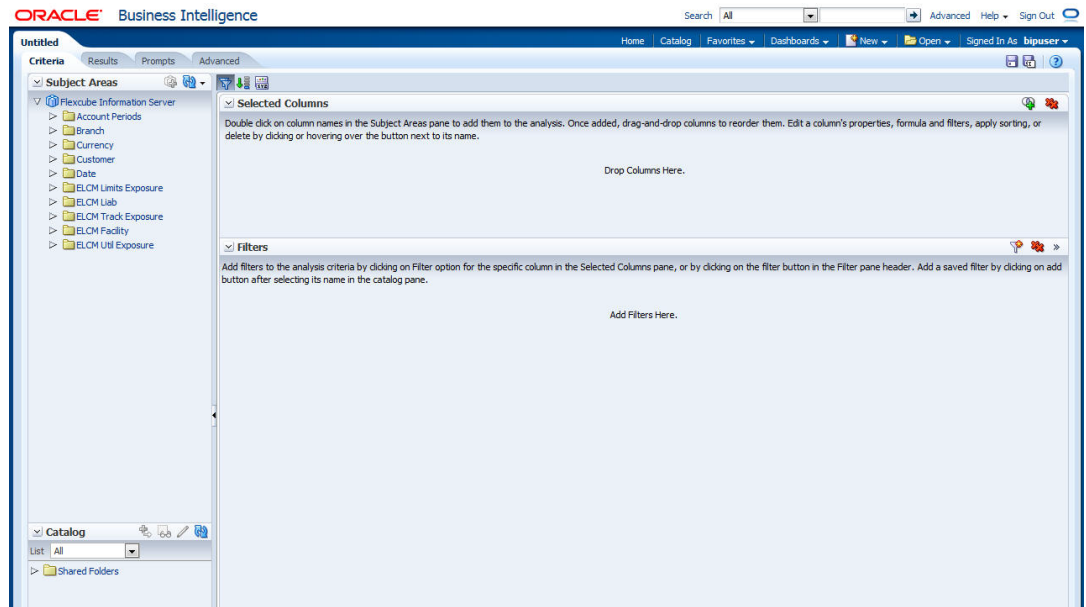 ORACLE® Business Intelligence
Search All Advanced Help Sign Out
Untitled
Home Catalog Favorites Dashboards New Open Signed In As bipuser
Criteria Results Prompts Advanced
Subject Areas
Flexcube Information Server
Account Periods
Branch
Currency
Customer
Date
ELCM Limits Exposure
ELCM Liab
ELCM Track Exposure
ELCM Facility
ELCM Util Exposure
Selected Columns
Double click on column names in the Subject Areas pane to add them to the analysis. Once added, drag-and-drop columns to reorder them. Edit a column's properties, formula and filters, apply sorting, or
delete by clicking or hovering over the button next to its name.
Drop Columns Here.
Filters
Add filters to the analysis criteria by clicking on Filter option for the specific column in the Selected Columns pane, or by clicking on the filter button in the Filter pane header. Add a saved filter by clicking on add
button after selecting its name in the catalog pane.
Add Filters Here.
Catalog
List All
Shared Folders